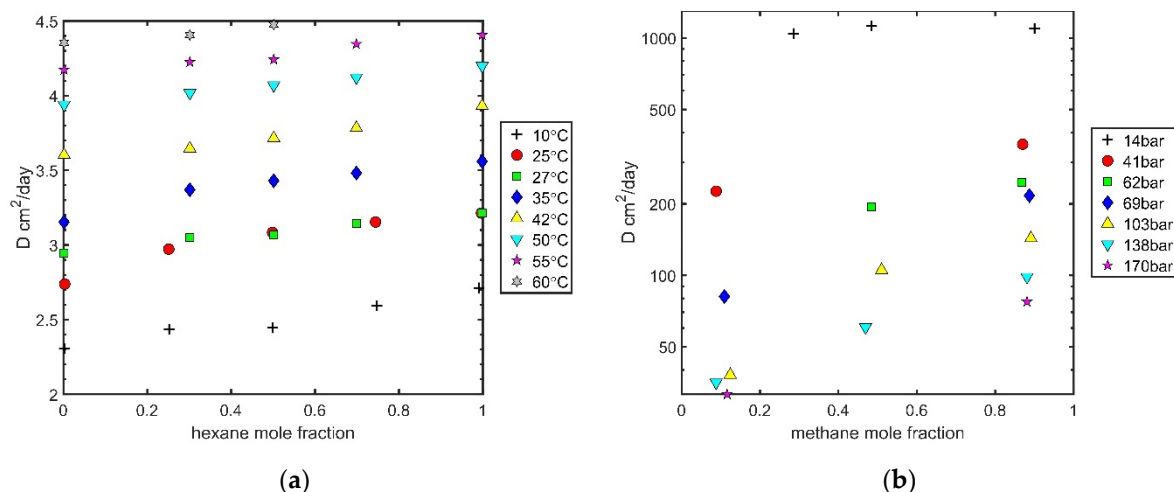 4.5
4
3.5
3
2.5
2
D cm²/day
0 0.2 0.4 0.6 0.8 1
hexane mole fraction
10°C
25°C
27°C
35°C
42°C
50°C
55°C
60°C
(a)
1000
500
200
100
50
D cm²/day
0 0.2 0.4 0.6 0.8 1
methane mole fraction
14bar
41bar
62bar
69bar
103bar
138bar
170bar
(b)